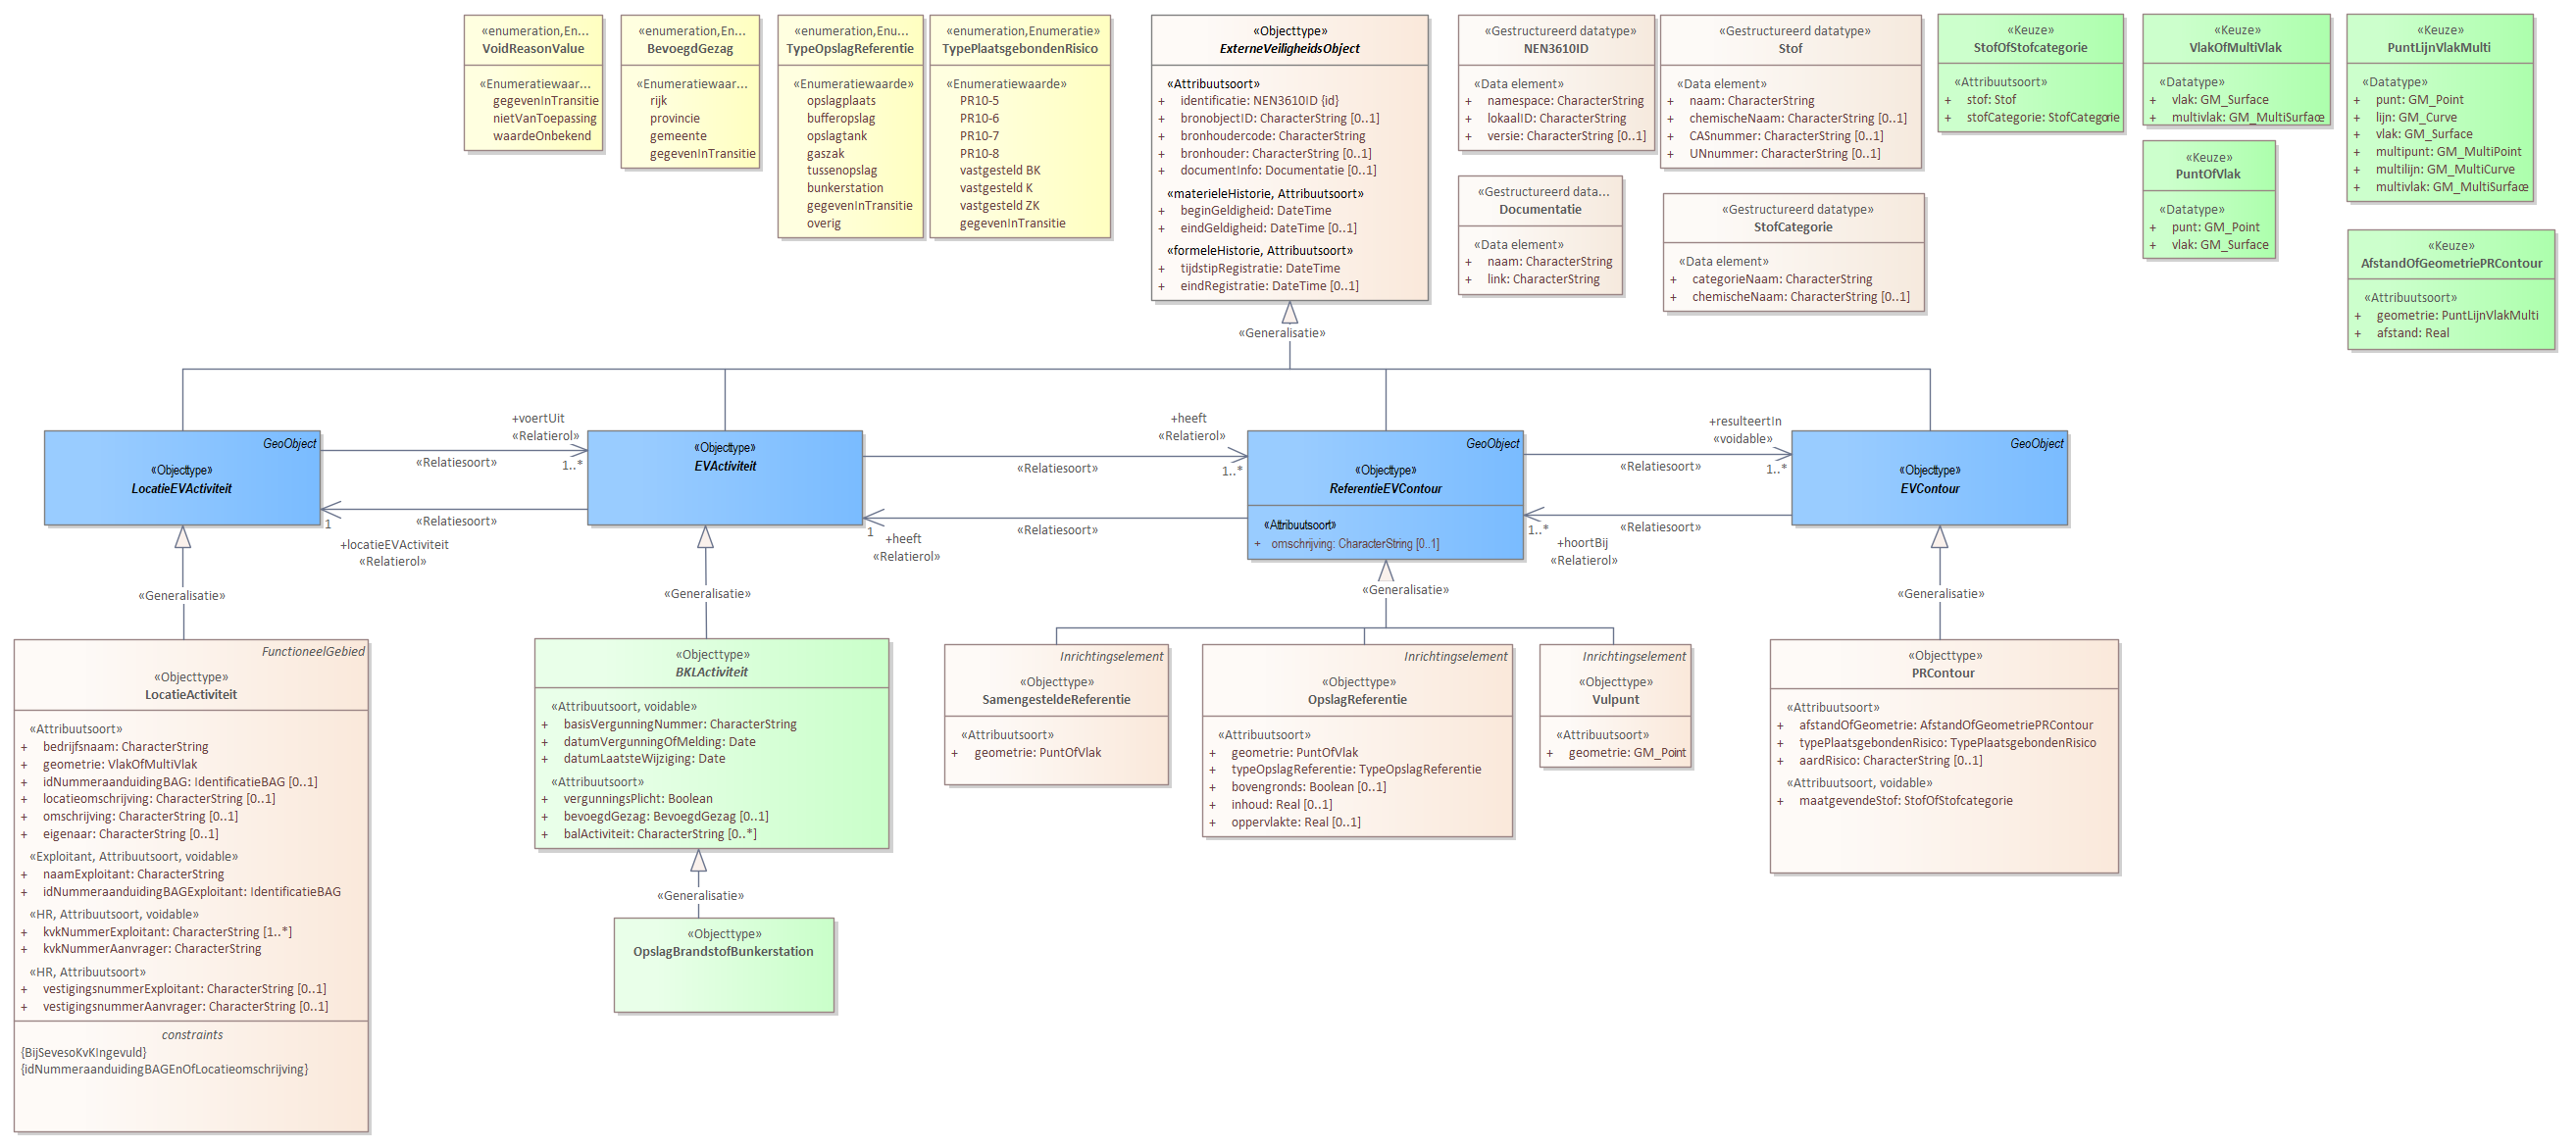 «enumeration,En...
VoidReasonValue
«Enumeratiewaar...
gegevenInTransitie
nietVanToepassing
waardeOnbekend
«enumeration,En...
BevoegdGezag
«Enumeratiewaar...
rijk
provincie
gemeente
gegevenInTransitie
«enumeration,Enu...
TypeOpslagReferentie
«Enumeratiewaarde»
opslagplaats
bufferopslag
opslagtank
gaszak
tussenopslag
bunkerstation
gegevenInTransitie
overig
«enumeration,Enumeratie»
TypePlaatsgebondenRisico
«Enumeratiewaarde»
PR10-5
PR10-6
PR10-7
PR10-8
vastgesteld BK
vastgesteld K
vastgesteld ZK
gegevenInTransitie
«Objecttype»
ExterneVeiligheidsObject
«Attribuutsoort»
+ identificatie: NEN3610ID {id}
+ bronobjectID: CharacterString [0..1]
+ bronhoudercode: CharacterString
+ bronhouder: CharacterString [0..1]
+ documentInfo: Documentatie [0..1]
«materieleHistorie, Attribuutsoort»
+ beginGeldigheid: DateTime
+ eindGeldigheid: DateTime [0..1]
«formeleHistorie, Attribuutsoort»
+ tijdstipRegistratie: DateTime
+ eindRegistratie: DateTime [0..1]
«Gestructureerd datatype»
NEN3610ID
«Data element»
+ namespace: CharacterString
+ lokaalID: CharacterString
+ versie: CharacterString [0..1]
«Gestructureerd data...
Documentatie
«Data element»
+ naam: CharacterString
+ link: CharacterString
«Gestructureerd datatype»
Stof
«Data element»
+ naam: CharacterString
+ chemischeNaam: CharacterString [0..1]
+ CASnummer: CharacterString [0..1]
+ UNnummer: CharacterString [0..1]
«Gestructureerd datatype»
StofCategorie
«Data element»
+ categorieNaam: CharacterString
+ chemischeNaam: CharacterString [0..1]
«Keuze»
StofOfStofcategorie
«Attribuutsoort»
+ stof: Stof
+ stofCategorie: StofCategorie
«Keuze»
VlakOfMultiVlak
«Datatype»
+ vlak: GM_Surface
+ multivlak: GM_MultiSurface
«Keuze»
PuntOfVlak
«Datatype»
+ punt: GM_Point
+ vlak: GM_Surface
«Keuze»
PuntLijnVlakMulti
«Datatype»
+ punt: GM_Point
+ lijn: GM_Curve
+ vlak: GM_Surface
+ multipunt: GM_MultiPoint
+ multilijn: GM_MultiCurve
+ multivlak: GM_MultiSurface
«Keuze»
AfstandOfGeometriePRContour
«Attribuutsoort»
+ geometrie: PuntLijnVlakMulti
+ afstand: Real
«Generalisatie»
GeoObject
«Objecttype»
LocatieEVActiviteit
+voertUit
«Relatierol»
1..*
«Relatiesoort»
«Relatiesoort»
1
+locatieEVActiviteit
«Relatierol»
«Objecttype»
EVActiviteit
+heeft
«Relatierol»
1..*
«Relatiesoort»
«Relatiesoort»
1
+heeft
«Relatierol»
GeoObject
«Objecttype»
ReferentieEVContour
«Attribuutsoort»
+ omschrijving: CharacterString [0..1]
+resulteertIn
«voidable»
1..*
«Relatiesoort»
«Relatiesoort»
1..*
+hoortBij
«Relatierol»
GeoObject
«Objecttype»
EVContour
«Generalisatie»
«Generalisatie»
«Generalisatie»
«Generalisatie»
FunctioneelGebied
«Objecttype»
LocatieActiviteit
«Attribuutsoort»
+ bedrijfsnaam: CharacterString
+ geometrie: VlakOfMultiVlak
+ idNummeraanduidingBAG: IdentificatieBAG [0..1]
+ locatieomschrijving: CharacterString [0..1]
+ omschrijving: CharacterString [0..1]
+ eigenaar: CharacterString [0..1]
«Exploitant, Attribuutsoort, voidable»
+ naamExploitant: CharacterString
+ idNummeraanduidingBAGExploitant: IdentificatieBAG
«HR, Attribuutsoort, voidable»
+ kvkNummerExploitant: CharacterString [1..*]
+ kvkNummerAanvrager: CharacterString
«HR, Attribuutsoort»
+ vestigingsnummerExploitant: CharacterString [0..1]
+ vestigingsnummerAanvrager: CharacterString [0..1]
constraints
{BijSevesoKvKIngevuld}
{idNummeraanduidingBAGEnOfLocatieomschrijving}
«Objecttype»
BKLActiviteit
«Attribuutsoort, voidable»
+ basisVergunningNummer: CharacterString
+ datumVergunningOfMelding: Date
+ datumLaatsteWijziging: Date
«Attribuutsoort»
+ vergunningsPlicht: Boolean
+ bevoegdGezag: BevoegdGezag [0..1]
+ balActiviteit: CharacterString [0..*]
«Generalisatie»
«Objecttype»
OpslagBrandstofBunkerstation
Inrichtingselement
«Objecttype»
SamengesteldeReferentie
«Attribuutsoort»
+ geometrie: PuntOfVlak
Inrichtingselement
«Objecttype»
OpslagReferentie
«Attribuutsoort»
+ geometrie: PuntOfVlak
+ typeOpslagReferentie: TypeOpslagReferentie
+ bovengronds: Boolean [0..1]
+ inhoud: Real [0..1]
+ oppervlakte: Real [0..1]
Inrichtingselement
«Objecttype»
Vulpunt
«Attribuutsoort»
+ geometrie: GM_Point
«Objecttype»
PRContour
«Attribuutsoort»
+ afstandOfGeometrie: AfstandOfGeometriePRContour
+ typePlaatsgebondenRisico: TypePlaatsgebondenRisico
+ aardRisico: CharacterString [0..1]
«Attribuutsoort, voidable»
+ maatgevendeStof: StofOfStofcategorie